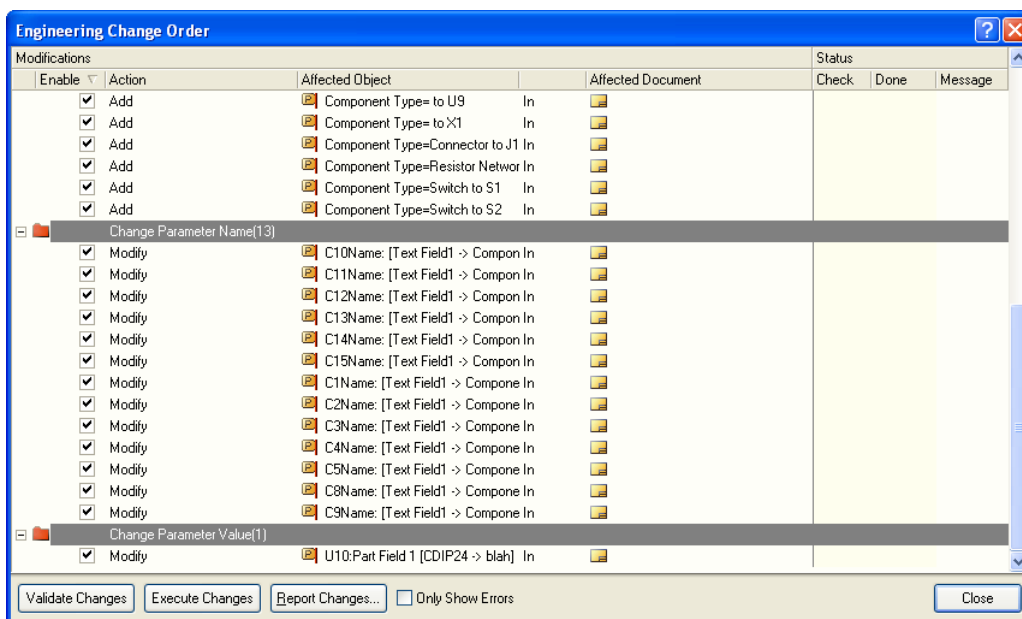 Engineering Change Order
Modifications Status
Enable Action Affected Object Affected Document Check Done Message
Add Component Type= to U9 In
Add Component Type= to X1 In
Add Component Type=Connector to J1 In
Add Component Type=Resistor Networ In
Add Component Type=Switch to S1 In
Add Component Type=Switch to S2 In
Change Parameter Name(13)
Modify C10Name: [Text Field1 -> Compon In
Modify C11Name: [Text Field1 -> Compon In
Modify C12Name: [Text Field1 -> Compon In
Modify C13Name: [Text Field1 -> Compon In
Modify C14Name: [Text Field1 -> Compon In
Modify C15Name: [Text Field1 -> Compon In
Modify C1Name: [Text Field1 -> Compone In
Modify C2Name: [Text Field1 -> Compone In
Modify C3Name: [Text Field1 -> Compone In
Modify C4Name: [Text Field1 -> Compone In
Modify C5Name: [Text Field1 -> Compone In
Modify C8Name: [Text Field1 -> Compone In
Modify C9Name: [Text Field1 -> Compone In
Change Parameter Value(1)
Modify U10:Part Field 1 [CDIP24 -> blah] In
Validate Changes Execute Changes Report Changes... Only Show Errors Close